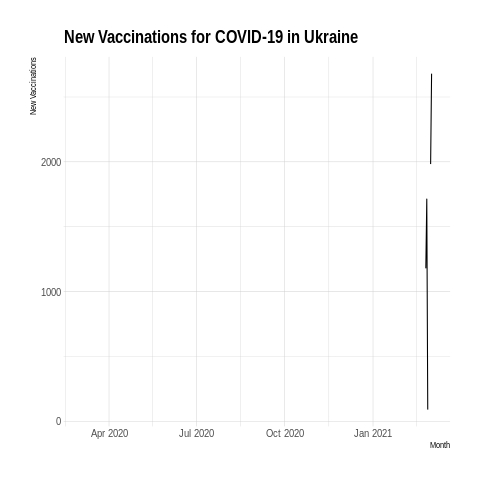 New Vaccinations for COVID-19 in Ukraine
New Vaccinations
2000
1000
0
Apr 2020
Jul 2020
Oct 2020
Jan 2021
Month